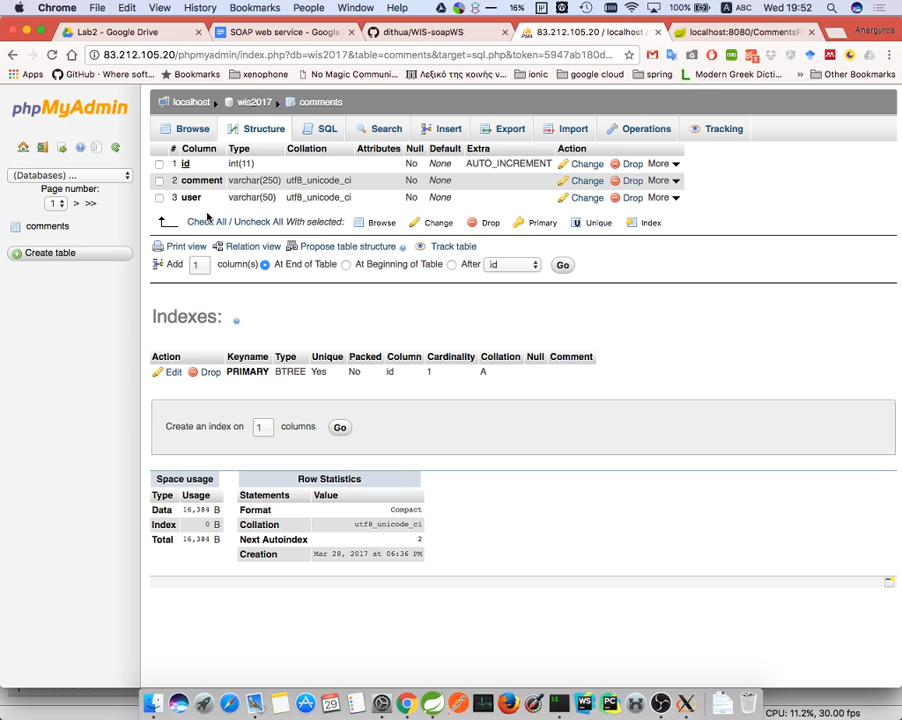 Chrome File Edit View History Bookmarks People Window Help 16% 100% ABC Wed 19:52
Lab2 - Google Drive SOAP web service - Google dithua/WIS-soapWS 83.212.105.20 / localhost localhost:8080/CommentsF Anargyros
83.212.105.20/phpmyadmin/index.php?db=wis2017&table=comments&target=sql.php&token=5947ab180d...
Apps GitHub - Where soft... Bookmarks xenophone No Magic Communi... Λεξικό της κοινής ν... ionic google cloud spring Modern Greek Dicti... >> Other Bookmarks
phpMyAdmin
(Databases) ...
Page number:
1 > >>
comments
Create table
localhost wis2017 comments
Browse Structure SQL Search Insert Export Import Operations Tracking
# Column Type Collation Attributes Null Default Extra Action
1 id int(11) No None AUTO_INCREMENT Change Drop More
2 comment varchar(250) utf8_unicode_ci No None Change Drop More
3 user varchar(50) utf8_unicode_ci No None Change Drop More
Check All / Uncheck All With selected: Browse Change Drop Primary Unique Index
Print view Relation view Propose table structure Track table
Add 1 column(s) At End of Table At Beginning of Table After id Go
Indexes:
Action Keyname Type Unique Packed Column Cardinality Collation Null Comment
Edit Drop PRIMARY BTREE Yes No id 1 A
Create an index on 1 columns Go
Space usage
Type Usage
Data 16,384 B
Index 0 B
Total 16,384 B
Row Statistics
Statements Value
Format Compact
Collation utf8_unicode_ci
Next Autoindex 2
Creation Mar 28, 2017 at 06:36 PM
CPU: 11.2%, 30.00 fps